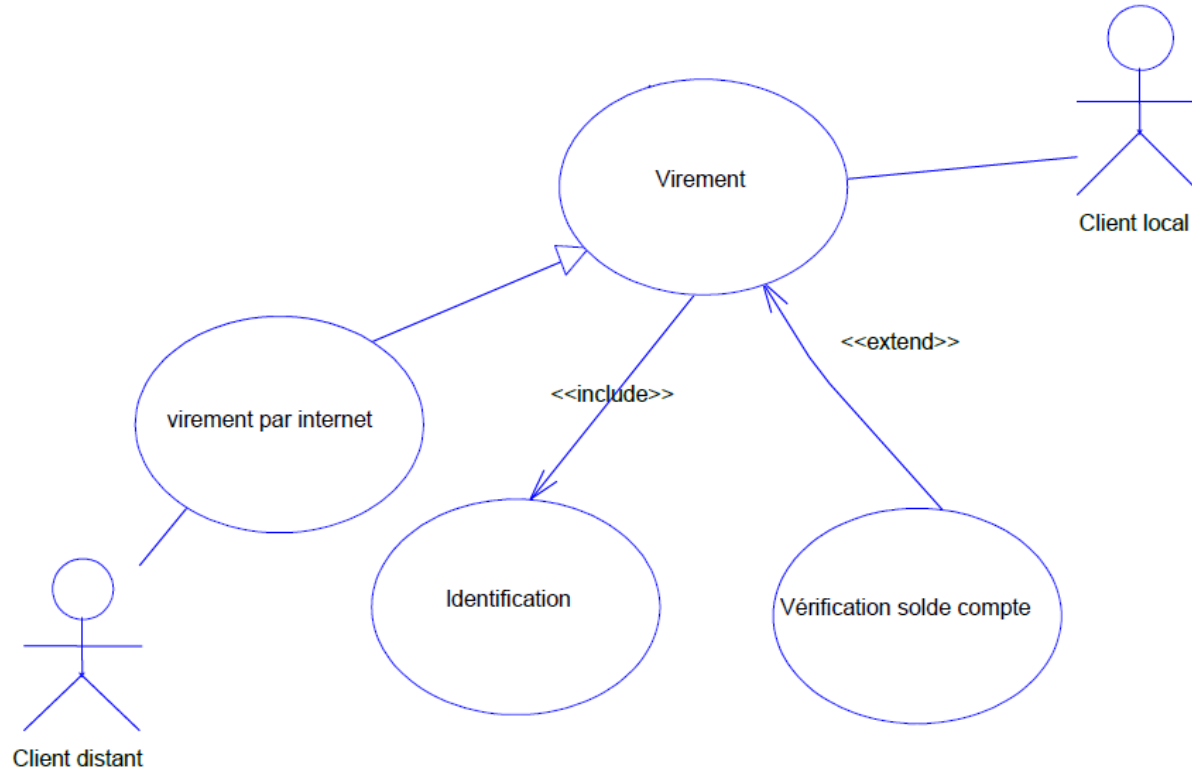 Virement
Client local
<<extend>>
<<include>>
virement par internet
Identification
Vérification solde compte
Client distant